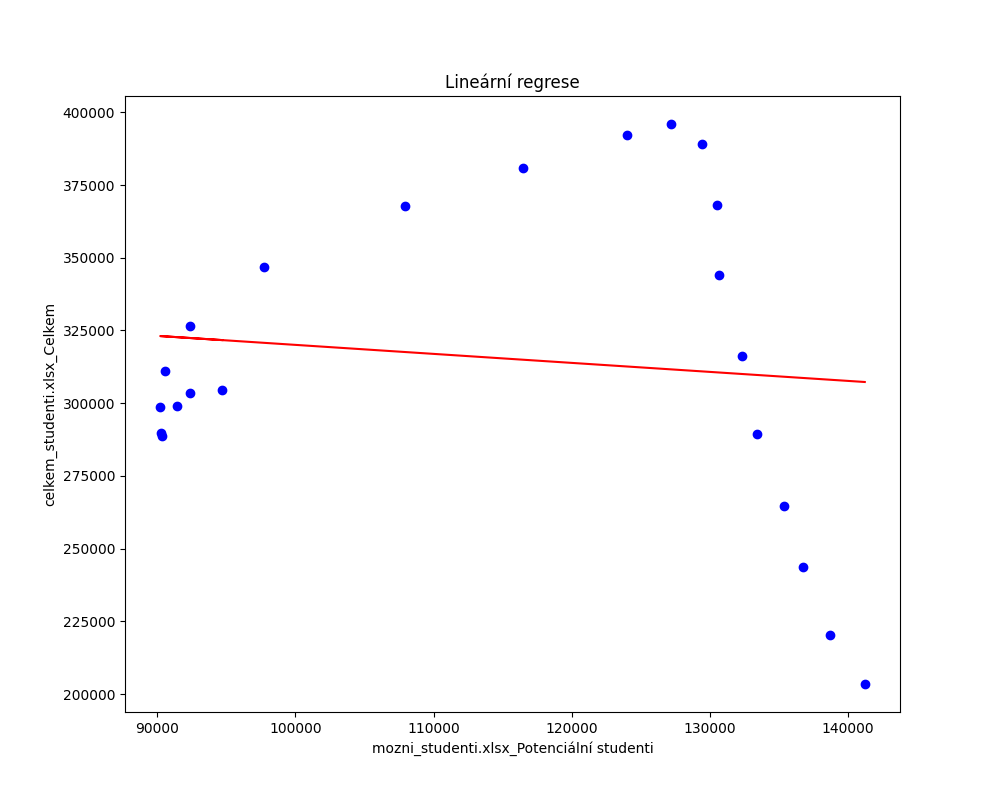 Lineární regrese
400000
375000
350000
325000
300000
275000
250000
225000
200000
celkem_studenti.xlsx_Celkem
90000 100000 110000 120000 130000 140000
mozni_studenti.xlsx_Potenciální studenti